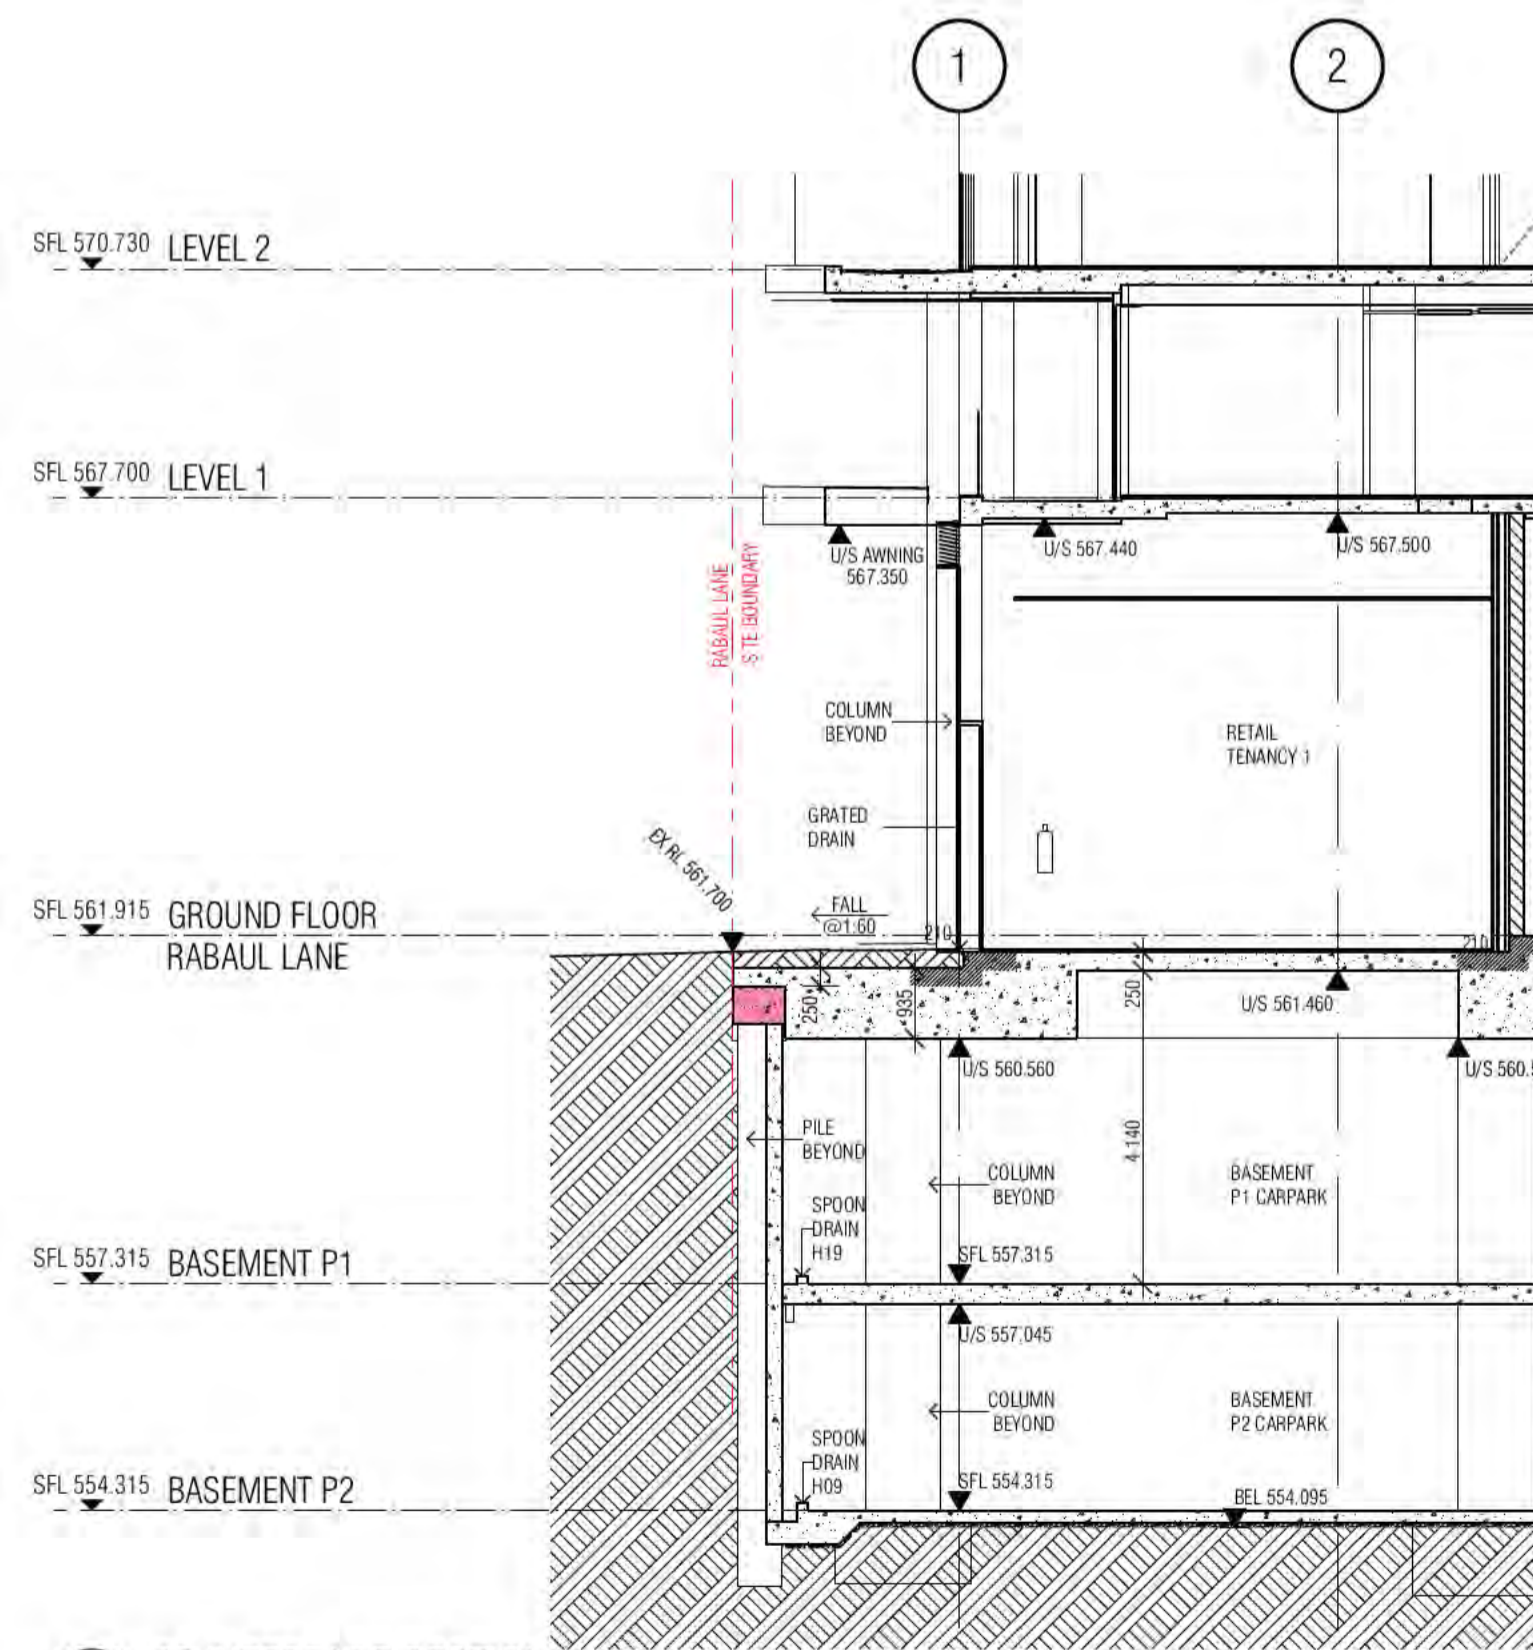 1
2
SFL 570.730 LEVEL 2
SFL 567.700 LEVEL 1
U/S AWNING
567.350
U/S 567.440
U/S 567.500
RABAUL LANE
SITE BOUNDARY
COLUMN
BEYOND
RETAIL
TENANCY 1
GRATED
DRAIN
EX RL 561.700
FALL
@1:60
SFL 561.915 GROUND FLOOR
RABAUL LANE
210
210
250
935
250
U/S 561.460
U/S 560.560
U/S 560.5
PILE
BEYOND
4 140
COLUMN
BEYOND
BASEMENT
P1 CARPARK
SPOON
DRAIN
H19
SFL 557.315 BASEMENT P1
SFL 557.315
U/S 557.045
COLUMN
BEYOND
BASEMENT
P2 CARPARK
SPOON
DRAIN
H09
SFL 554.315 BASEMENT P2
SFL 554.315
BEL 554.095